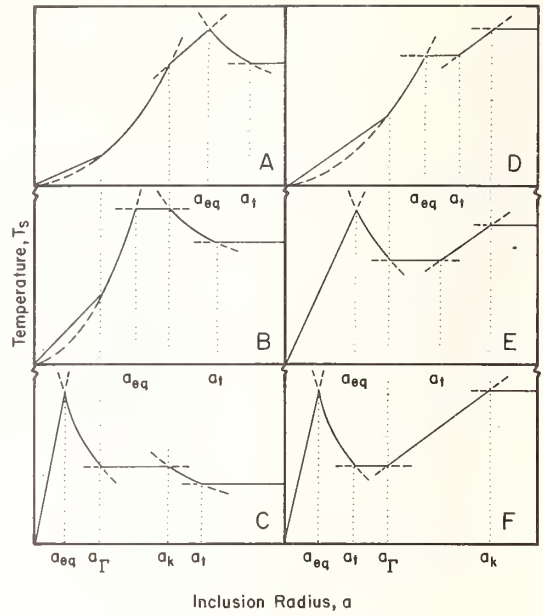 A
D
a_eq a_t
a_eq a_t
Temperature, T_s
B
E
a_eq a_t
a_eq a_t
C
F
a_eq a_Γ a_k a_t
a_eq a_t a_Γ a_k
Inclusion Radius, a